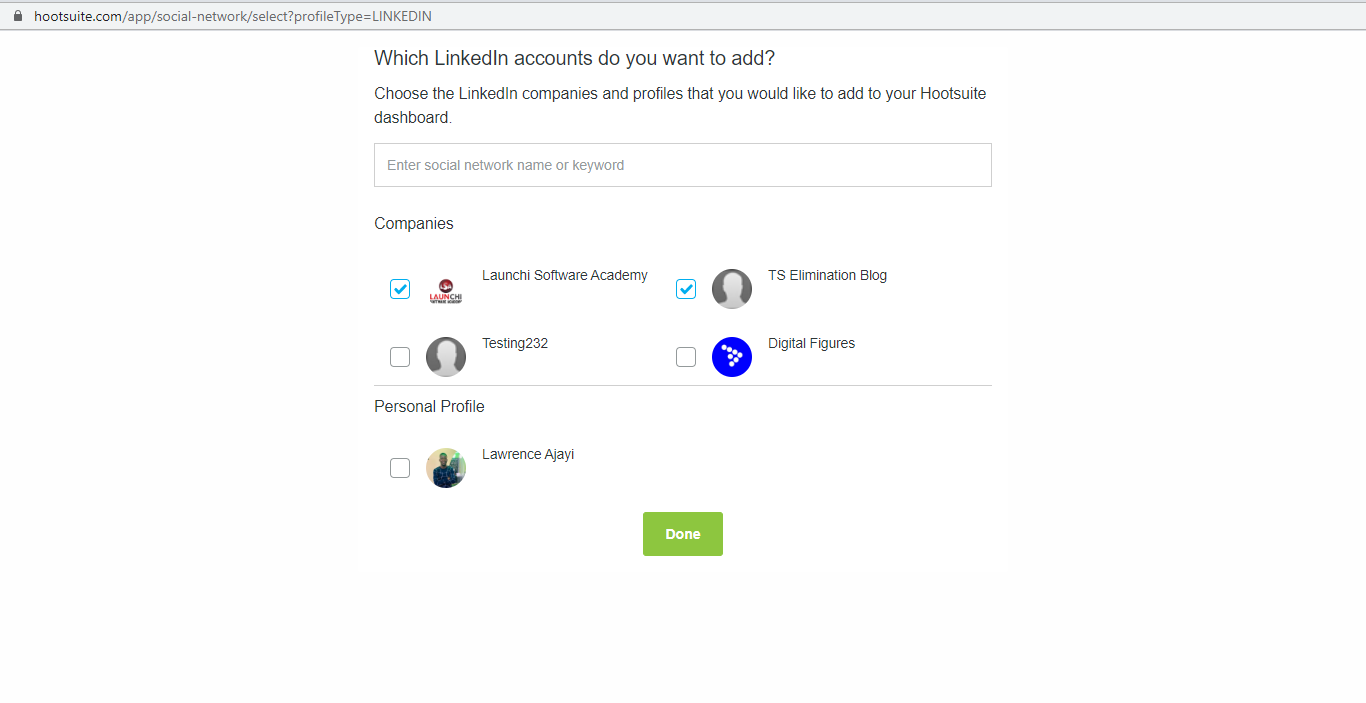 hootsuite.com/app/social-network/select?profileType=LINKEDIN
Which LinkedIn accounts do you want to add?
Choose the LinkedIn companies and profiles that you would like to add to your Hootsuite
dashboard.
Enter social network name or keyword
Companies
LSA
LAUNCHI
SOFTWARE ACADEMY
Launchi Software Academy
TS Elimination Blog
Testing232
Digital Figures
Personal Profile
Lawrence Ajayi
Done